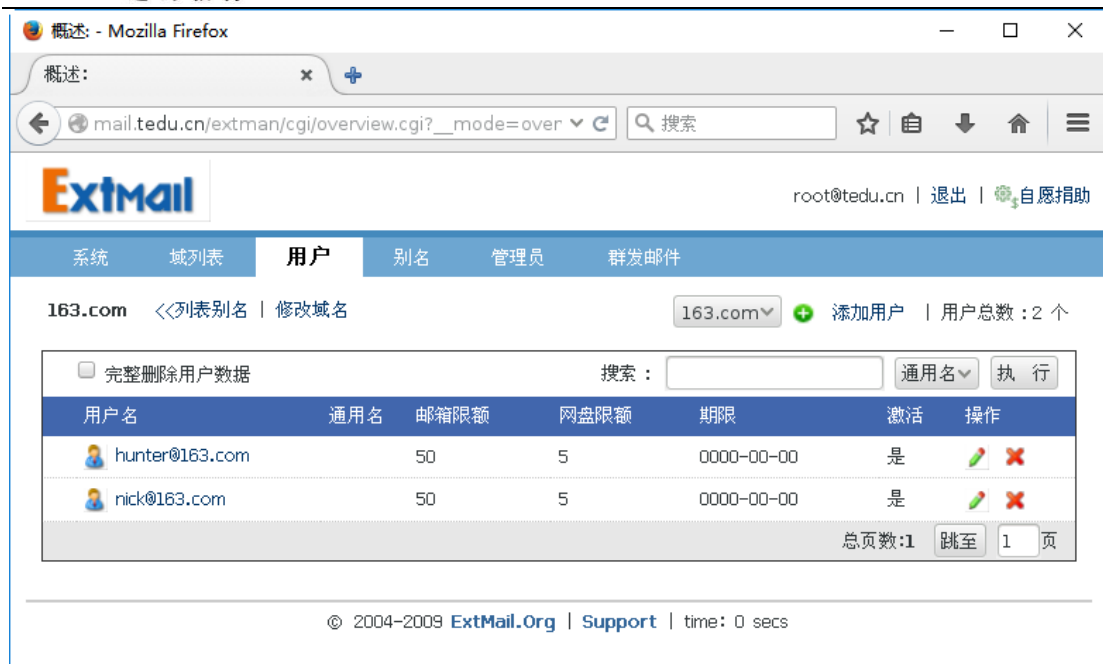 概述: - Mozilla Firefox
概述:
mail.tedu.cn/extman/cgi/overview.cgi?__mode=over
搜索
ExtMail
root@tedu.cn | 退出 | 自愿捐助
系统 域列表 用户 别名 管理员 群发邮件
163.com <<列表别名 | 修改域名 163.com 添加用户 | 用户总数 :2 个
完整删除用户数据 搜索 : 通用名 执 行
用户名 通用名 邮箱限额 网盘限额 期限 激活 操作
hunter@163.com 50 5 0000-00-00 是
nick@163.com 50 5 0000-00-00 是
总页数:1 跳至 1 页
© 2004-2009 ExtMail.Org | Support | time: 0 secs